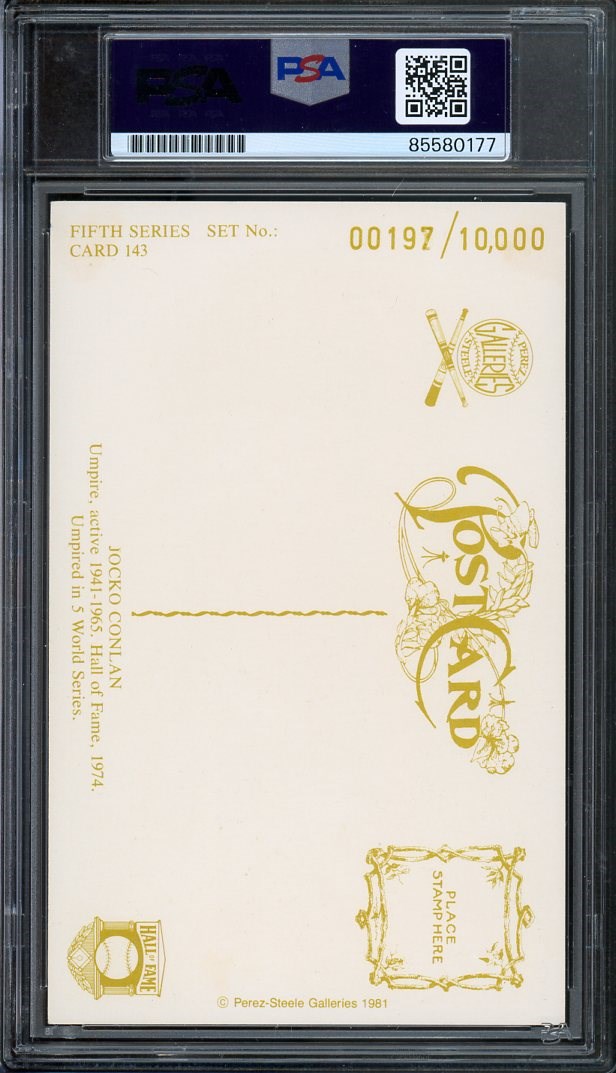 PSA
PSA
85580177
FIFTH SERIES SET No.:
CARD 143
00197/10,000
PEREZ
GALLERIES
STEELE
POST CARD
JOCKO CONLAN
Umpire, active 1941-1965. Hall of Fame, 1974.
Umpired in 5 World Series.
PLACE
STAMP HERE
HALL OF FAME
© Perez-Steele Galleries 1981
PSA